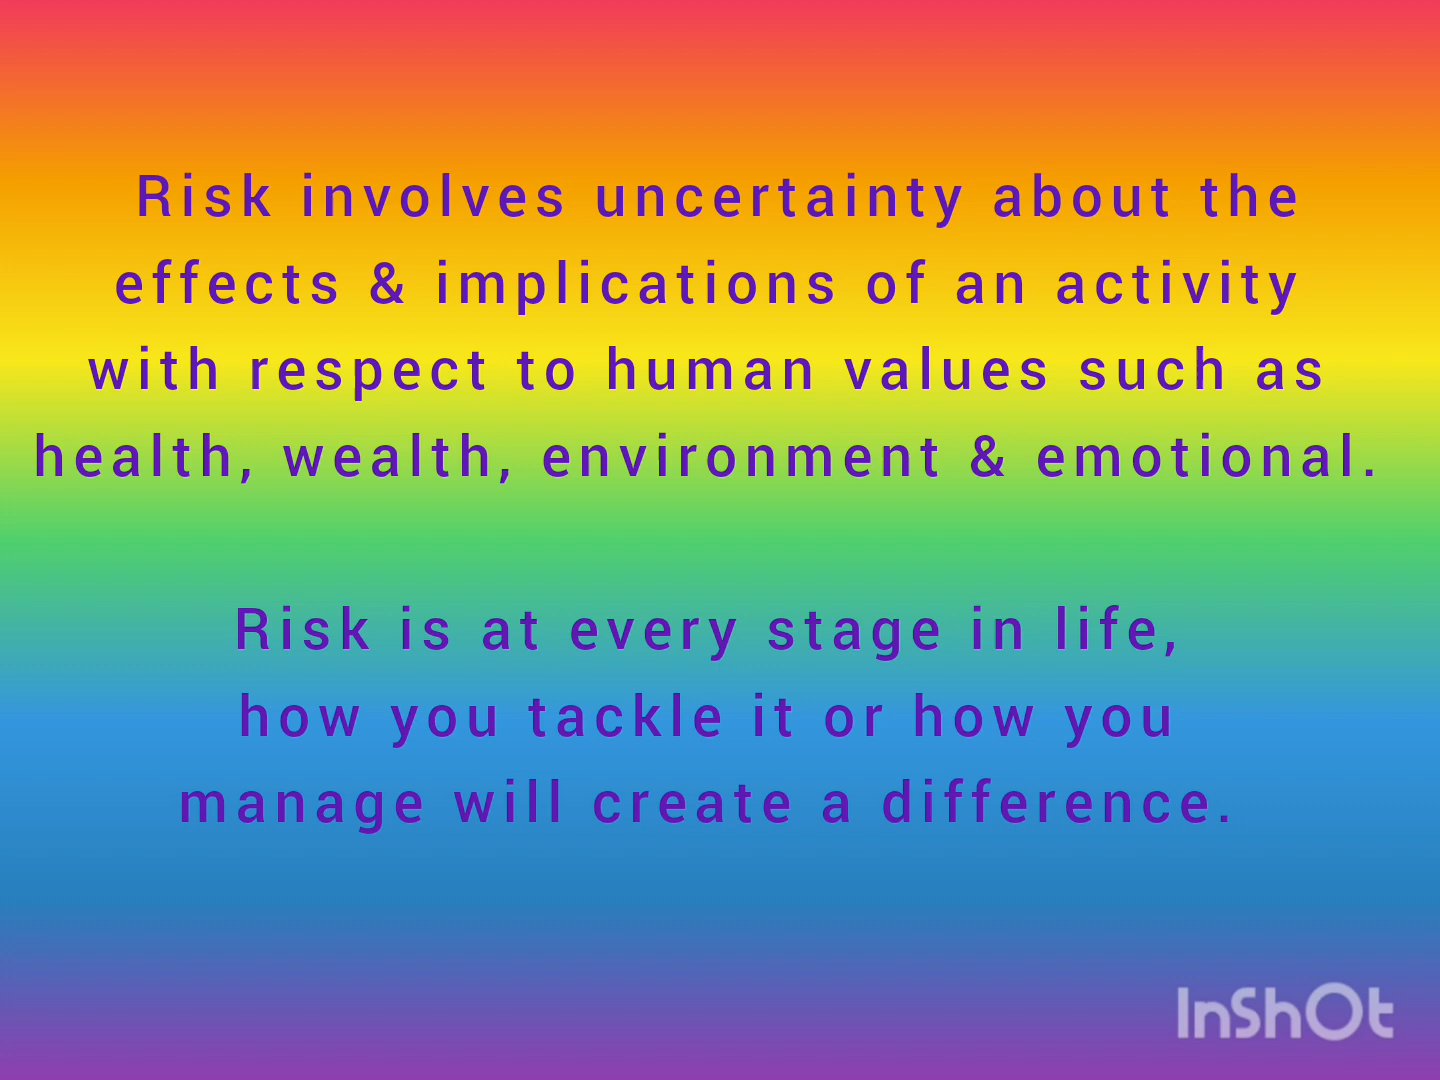 Risk involves uncertainty about the
effects & implications of an activity
with respect to human values such as
health, wealth, environment & emotional.
Risk is at every stage in life,
how you tackle it or how you
manage will create a difference.
InShOt